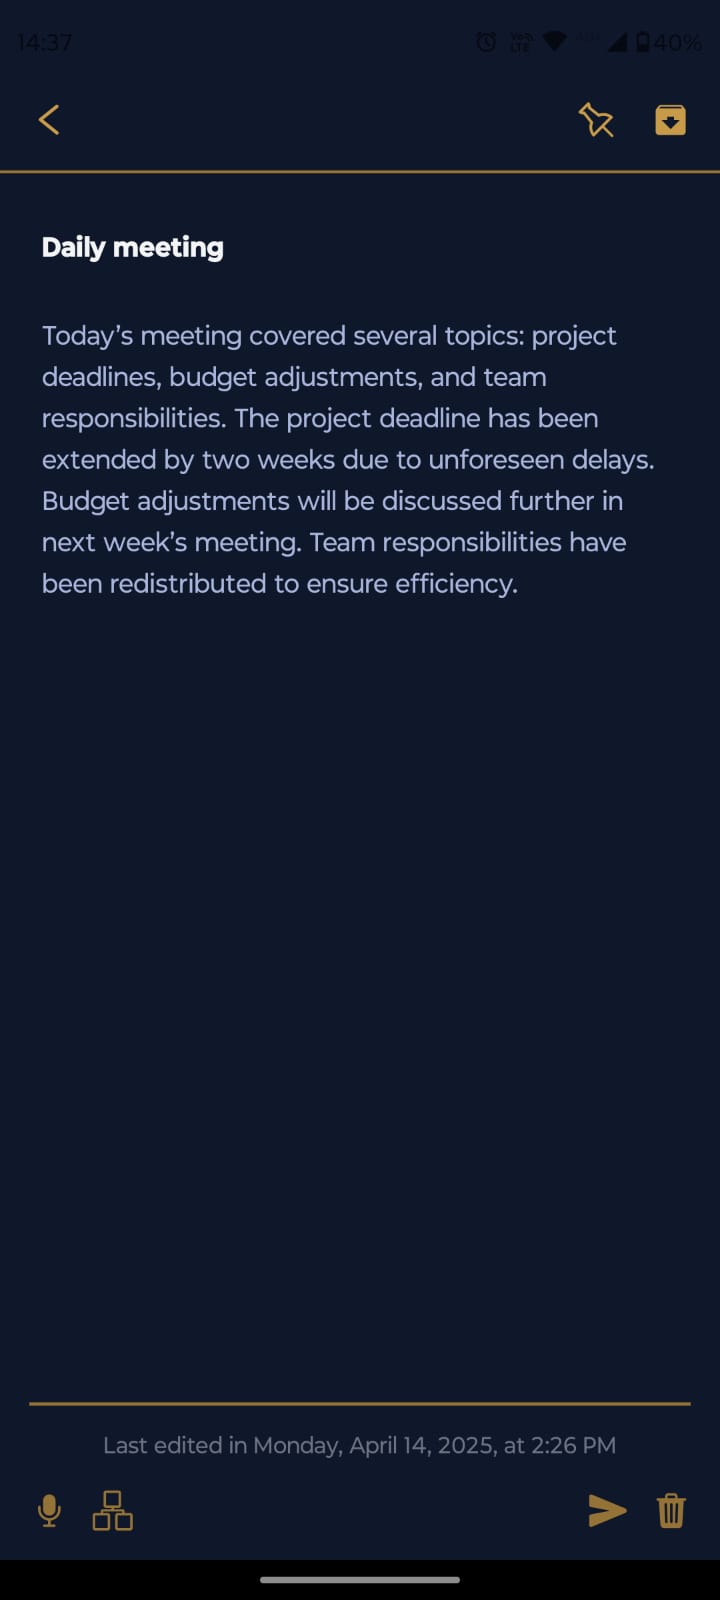 14:37
Vo LTE
40%
Daily meeting
Today’s meeting covered several topics: project
deadlines, budget adjustments, and team
responsibilities. The project deadline has been
extended by two weeks due to unforeseen delays.
Budget adjustments will be discussed further in
next week’s meeting. Team responsibilities have
been redistributed to ensure efficiency.
Last edited in Monday, April 14, 2025, at 2:26 PM